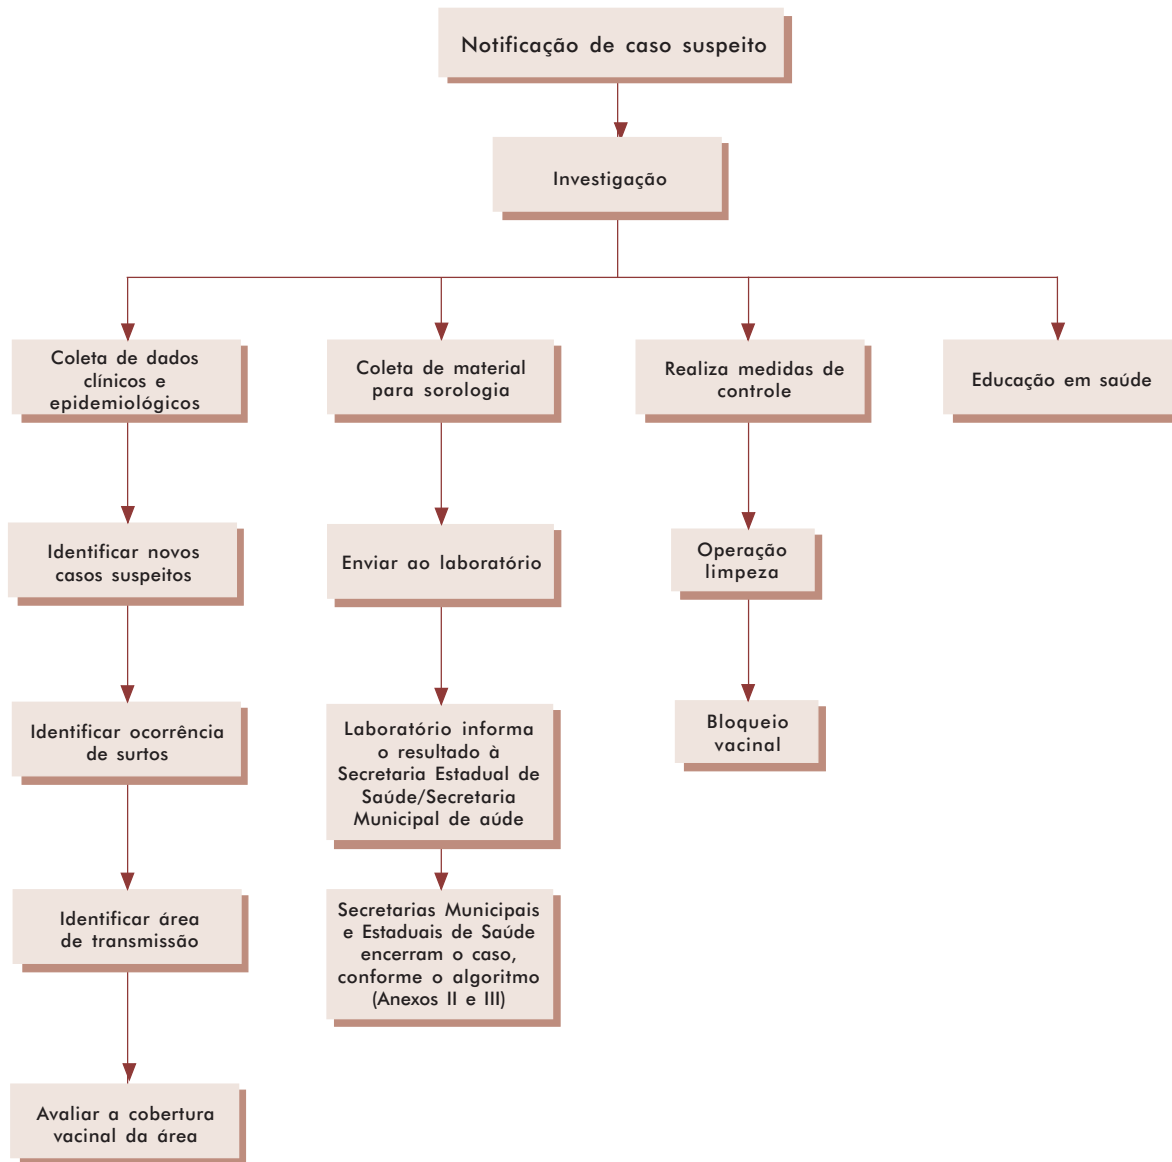 Notificação de caso suspeito
Investigação
Coleta de dados
clínicos e
epidemiológicos
Coleta de material
para sorologia
Realiza medidas de
controle
Educação em saúde
Identificar novos
casos suspeitos
Enviar ao laboratório
Operação
limpeza
Identificar ocorrência
de surtos
Laboratório informa
o resultado à
Secretaria Estadual de
Saúde/Secretaria
Municipal de aúde
Bloqueio
vacinal
Identificar área
de transmissão
Secretarias Municipais
e Estaduais de Saúde
encerram o caso,
conforme o algoritmo
(Anexos II e III)
Avaliar a cobertura
vacinal da área